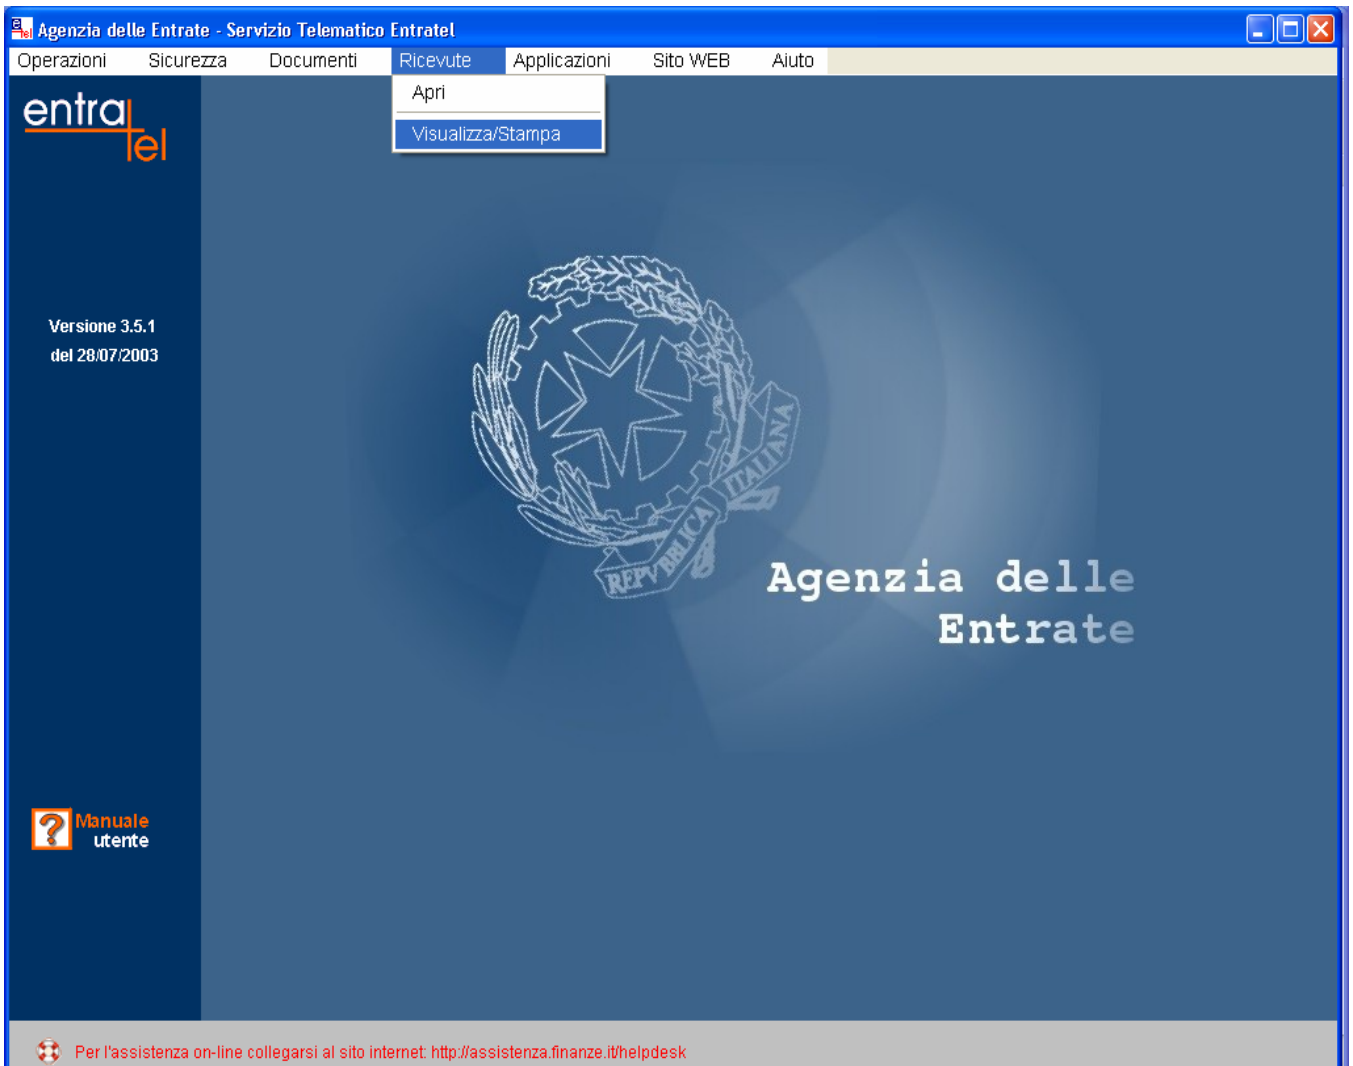 Agenzia delle Entrate - Servizio Telematico Entratel
Operazioni Sicurezza Documenti Ricevute Applicazioni Sito WEB Aiuto
Apri
Visualizza/Stampa
entra
tel
Versione 3.5.1
del 28/07/2003
REPVBBLICA ITALIANA
Agenzia delle
Entrate
Manuale
utente
Per l'assistenza on-line collegarsi al sito internet: http://assistenza.finanze.it/helpdesk